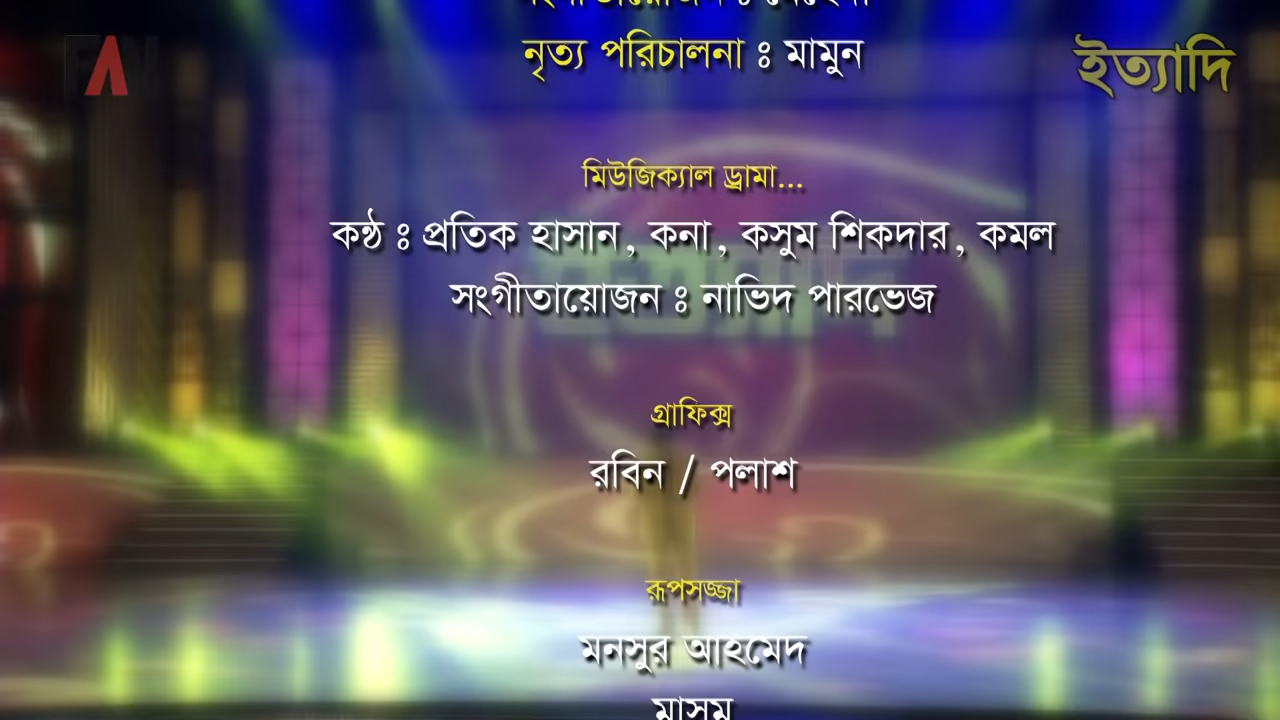 নৃত্য পরিচালনা ঃ মামুন
ইত্যাদি
মিউজিক্যাল ড্রামা...
কন্ঠ ঃ প্রতিক হাসান, কনা, কসুম শিকদার, কমল
সংগীতায়োজন ঃ নাভিদ পারভেজ
গ্রাফিক্স
রবিন / পলাশ
রূপসজ্জা
মনসুর আহমেদ